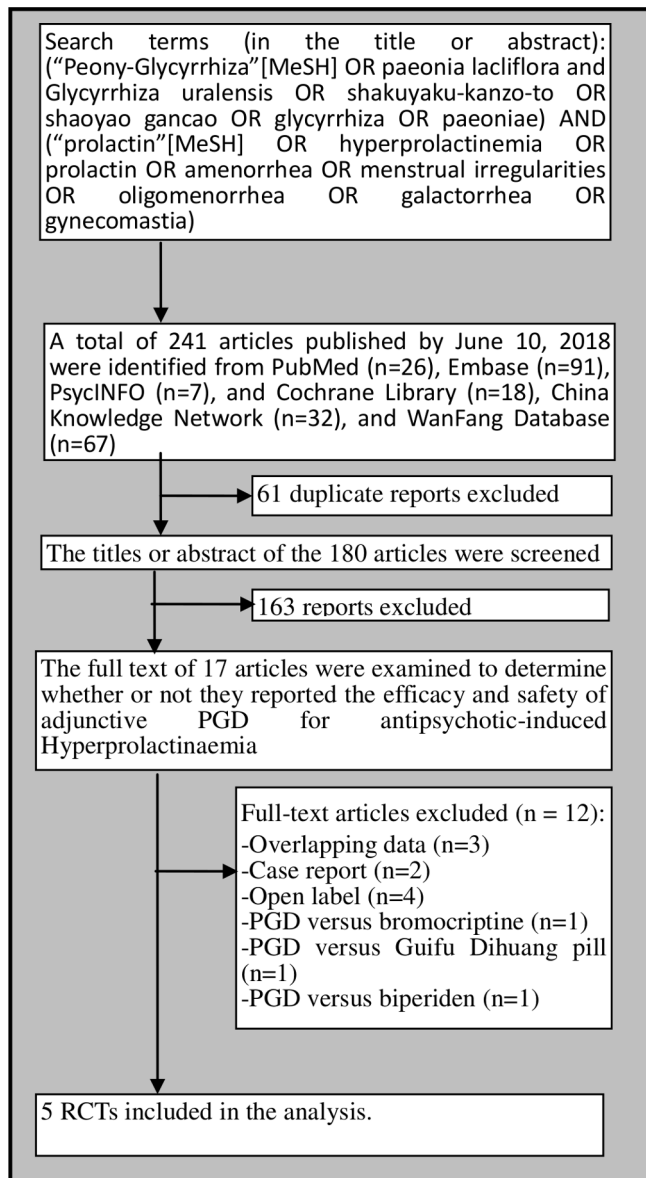 Search terms (in the title or abstract):
(“Peony-Glycyrrhiza”[MeSH] OR paeonia lacliflora and
Glycyrrhiza uralensis OR shakuyaku-kanzo-to OR
shaoyao gancao OR glycyrrhiza OR paeoniae) AND
(“prolactin”[MeSH] OR hyperprolactinemia OR
prolactin OR amenorrhea OR menstrual irregularities
OR oligomenorrhea OR galactorrhea OR
gynecomastia)
A total of 241 articles published by June 10, 2018
were identified from PubMed (n=26), Embase (n=91),
PsycINFO (n=7), and Cochrane Library (n=18), China
Knowledge Network (n=32), and WanFang Database
(n=67)
61 duplicate reports excluded
The titles or abstract of the 180 articles were screened
163 reports excluded
The full text of 17 articles were examined to determine
whether or not they reported the efficacy and safety of
adjunctive PGD for antipsychotic-induced
Hyperprolactinaemia
Full-text articles excluded (n = 12):
-Overlapping data (n=3)
-Case report (n=2)
-Open label (n=4)
-PGD versus bromocriptine (n=1)
-PGD versus Guifu Dihuang pill
(n=1)
-PGD versus biperiden (n=1)
5 RCTs included in the analysis.